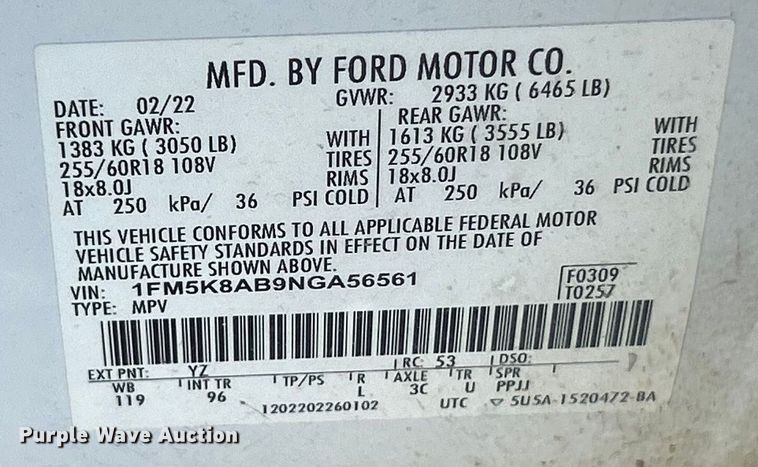 MFD. BY FORD MOTOR CO.
DATE: 02/22 GVWR: 2933 KG ( 6465 LB)
FRONT GAWR: REAR GAWR:
1383 KG ( 3050 LB) WITH 1613 KG ( 3555 LB) WITH
255/60R18 108V TIRES 255/60R18 108V TIRES
18x8.0J RIMS 18x8.0J RIMS
AT 250 kPa/ 36 PSI COLD AT 250 kPa/ 36 PSI COLD
THIS VEHICLE CONFORMS TO ALL APPLICABLE FEDERAL MOTOR
VEHICLE SAFETY STANDARDS IN EFFECT ON THE DATE OF
MANUFACTURE SHOWN ABOVE.
VIN: 1FM5K8AB9NGA56561 F0309
TYPE: MPV T0257
EXT PNT: YZ RC: 53 DSO:
WB INT TR TP/PS R AXLE TR SPR
119 96 L 3C U PPJJ
1202202260102 UTC ▽ 5U5A-1520472-BA
Purple Wave Auction